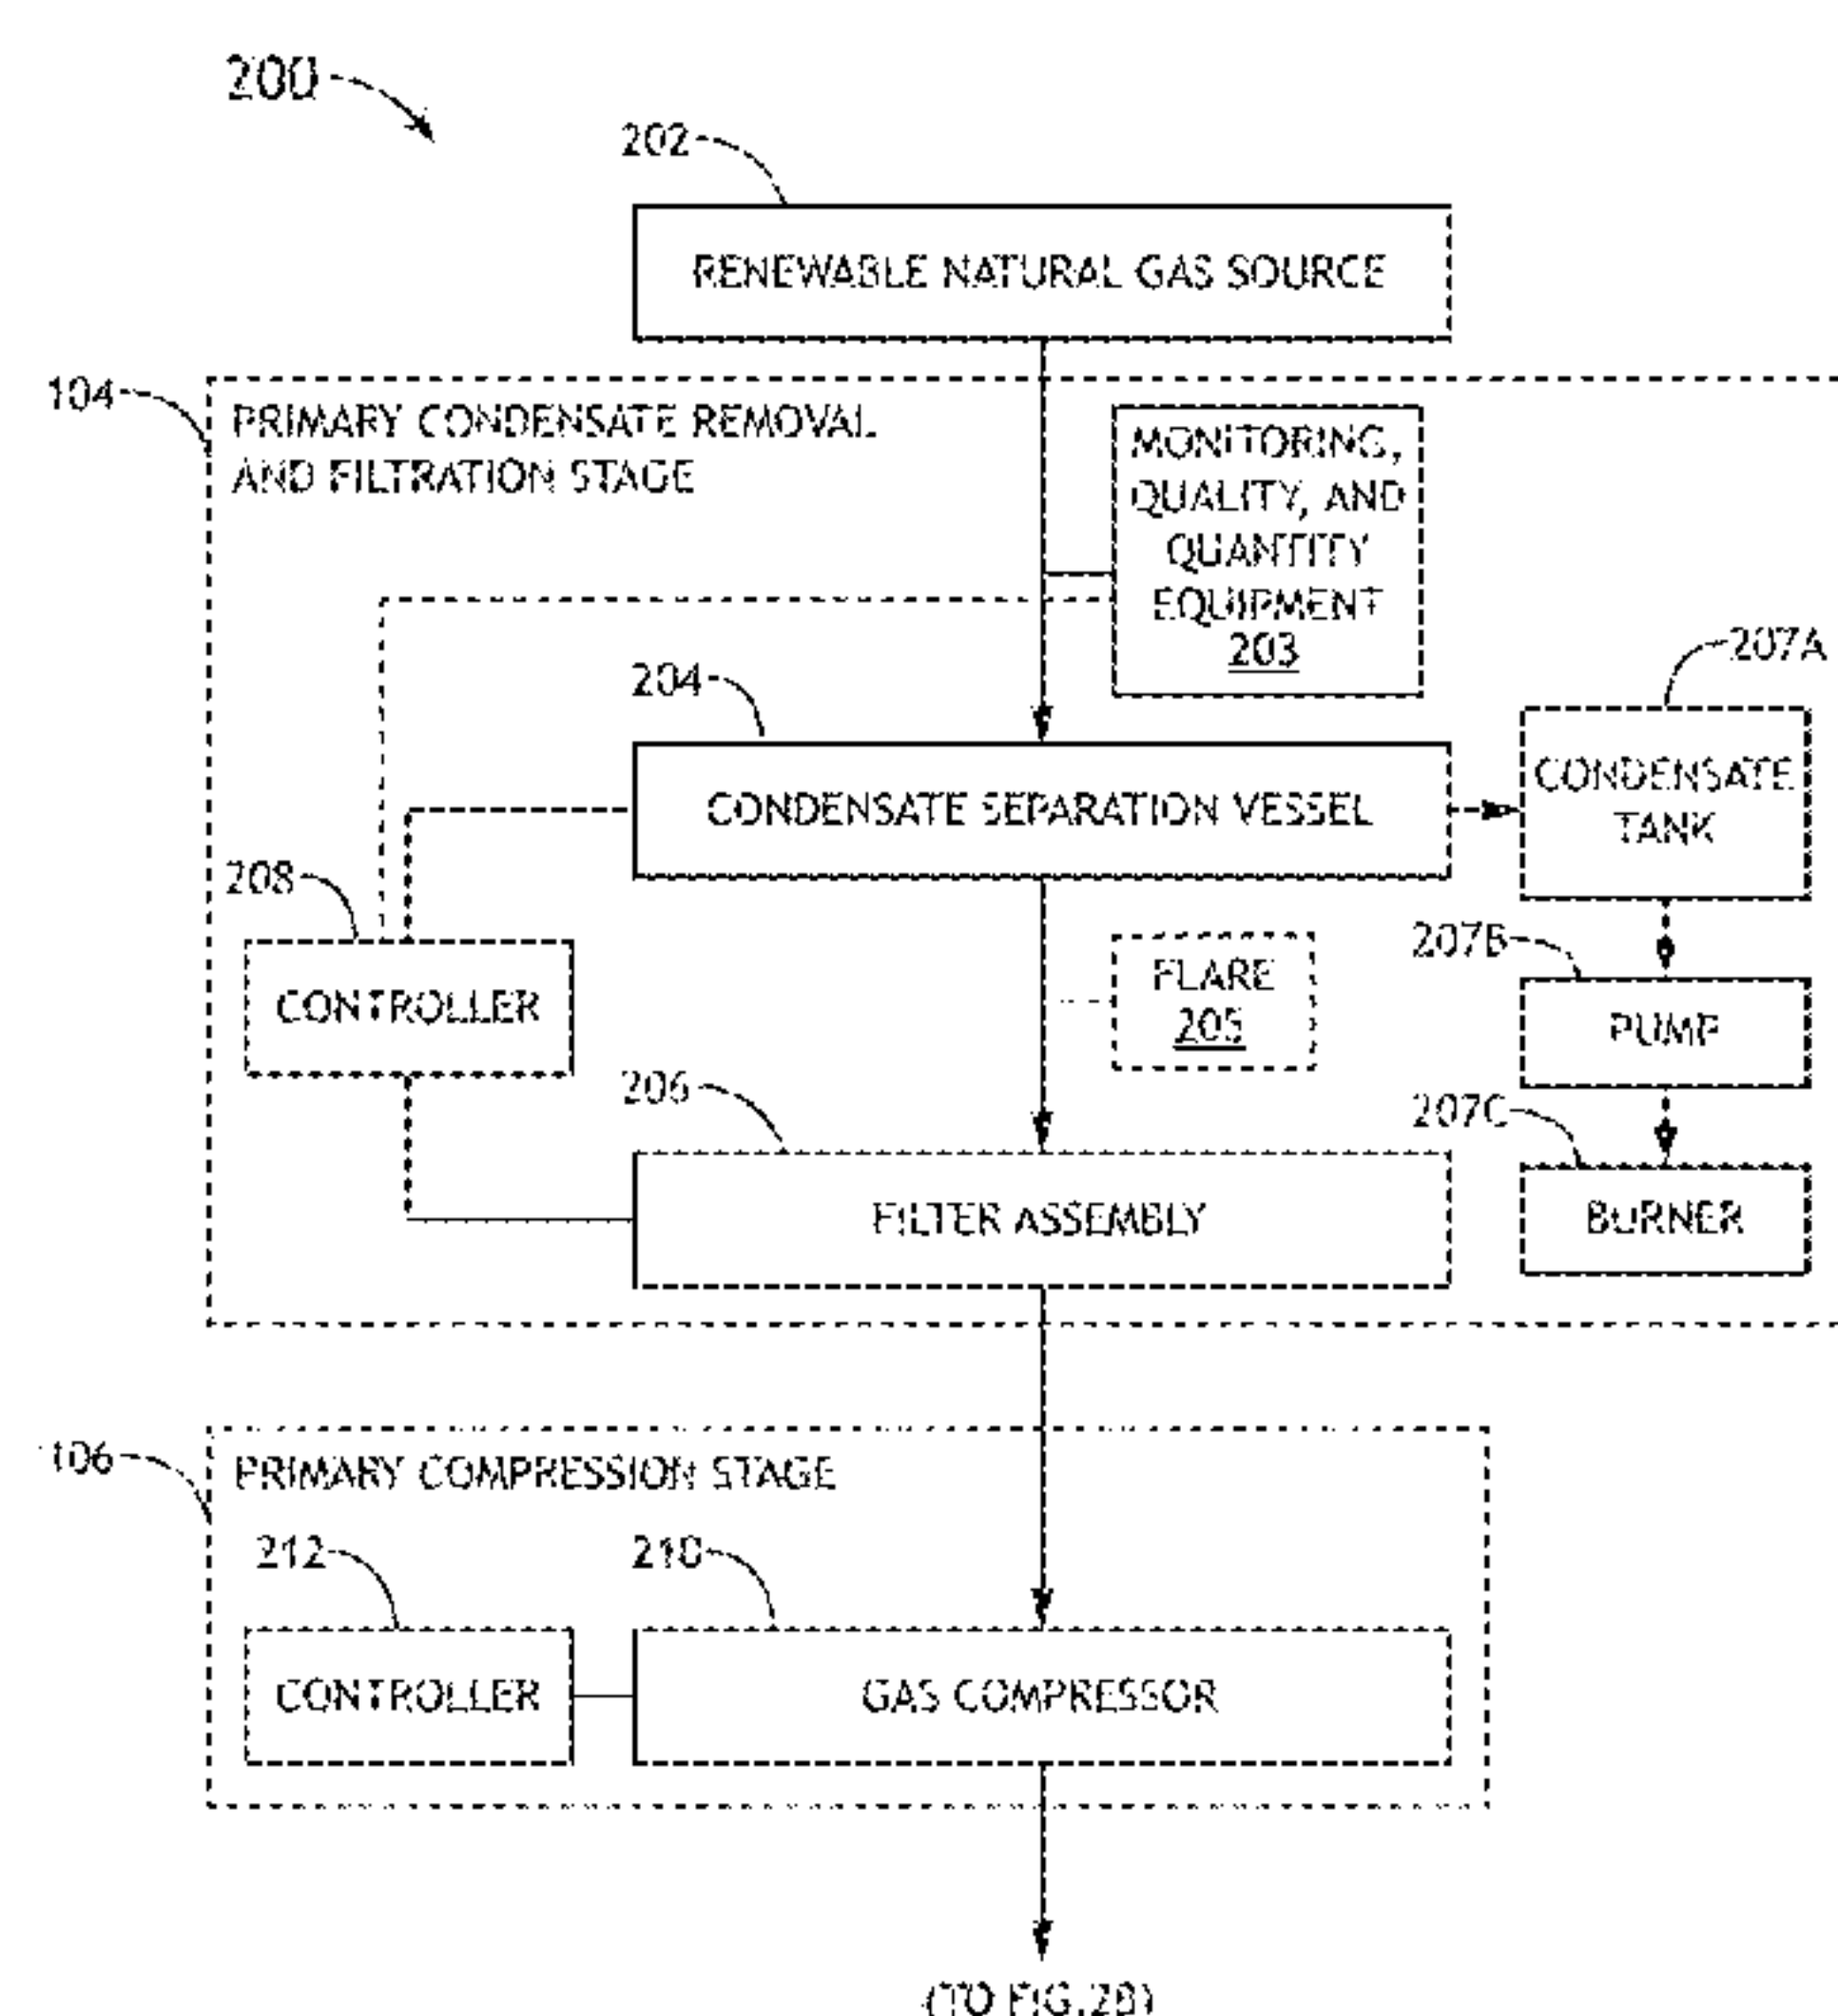 200
202
RENEWABLE NATURAL GAS SOURCE
104
PRIMARY CONDENSATE REMOVAL
AND FILTRATION STAGE
MONITORING,
QUALITY, AND
QUANTITY
EQUIPMENT
203
204
207A
CONDENSATE SEPARATION VESSEL
CONDENSATE
TANK
208
CONTROLLER
FLARE
205
207B
PUMP
206
207C
FILTER ASSEMBLY
BURNER
106
PRIMARY COMPRESSION STAGE
212
210
CONTROLLER
GAS COMPRESSOR
(TO FIG.2B)